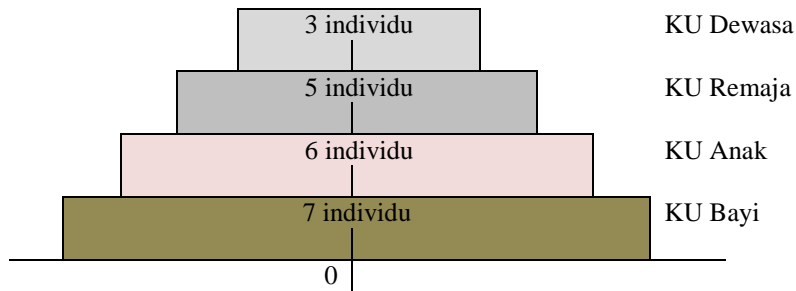 3 individu KU Dewasa
5 individu KU Remaja
6 individu KU Anak
7 individu KU Bayi
0